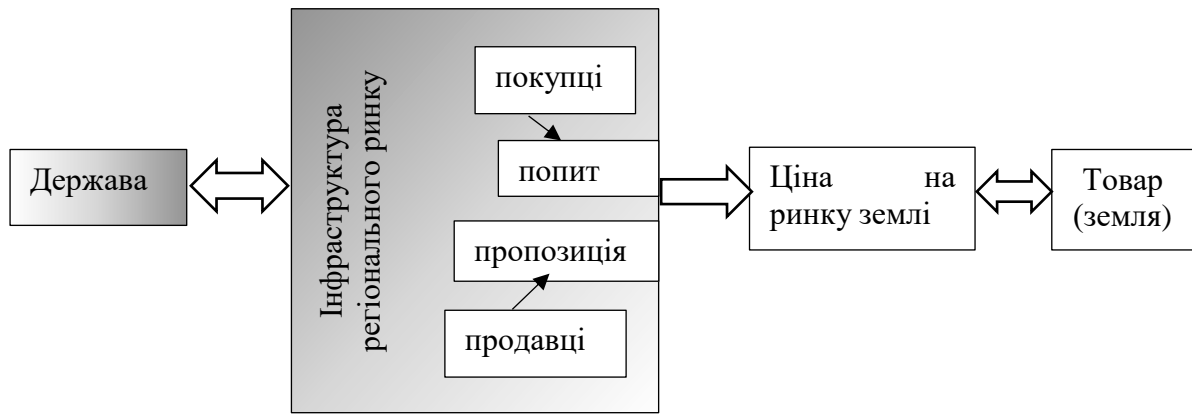 Держава
Інфраструктура
регіонального ринку
покупці
попит
пропозиція
продавці
Ціна на
ринку землі
Товар
(земля)